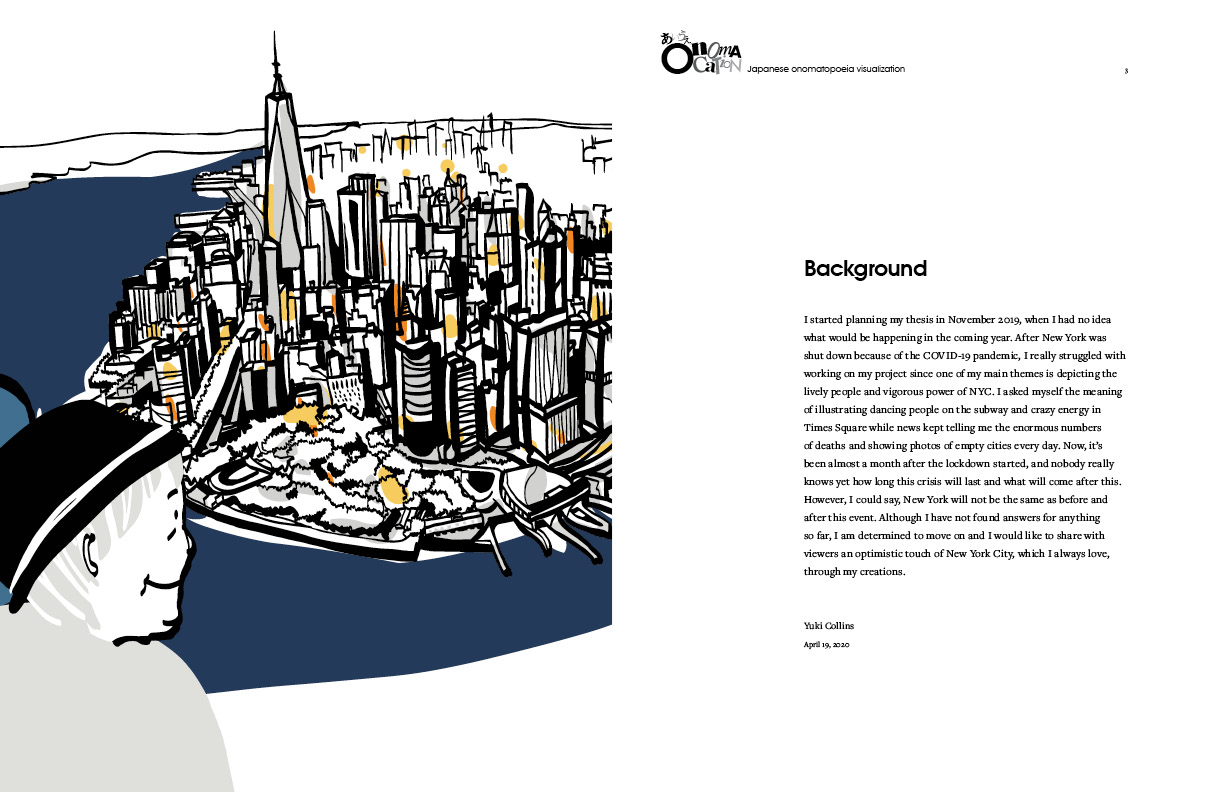 あいうえ
OnomA
CaTION Japanese onomatopoeia visualization
3
Background
I started planning my thesis in November 2019, when I had no idea
what would be happening in the coming year. After New York was
shut down because of the COVID-19 pandemic, I really struggled with
working on my project since one of my main themes is depicting the
lively people and vigorous power of NYC. I asked myself the meaning
of illustrating dancing people on the subway and crazy energy in
Times Square while news kept telling me the enormous numbers
of deaths and showing photos of empty cities every day. Now, it's
been almost a month after the lockdown started, and nobody really
knows yet how long this crisis will last and what will come after this.
However, I could say, New York will not be the same as before and
after this event. Although I have not found answers for anything
so far, I am determined to move on and I would like to share with
viewers an optimistic touch of New York City, which I always love,
through my creations.
Yuki Collins
April 19, 2020